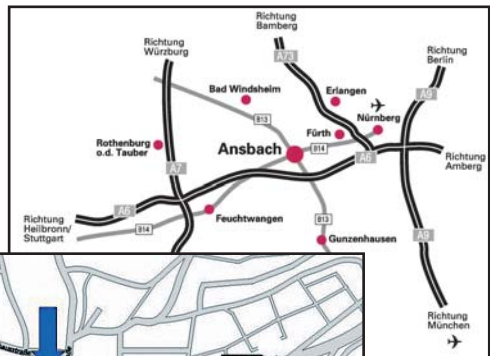 Richtung
Bamberg
Richtung
Würzburg
Richtung
Berlin
A73
Bad Windsheim
Erlangen
A9
Nürnberg
B13
Fürth
Rothenburg
o.d. Tauber
Ansbach
B14
A6
A7
Richtung
Amberg
A6
Richtung
Heilbronn/
Stuttgart
B14
Feuchtwangen
B13
Gunzenhausen
A9
Richtung
München